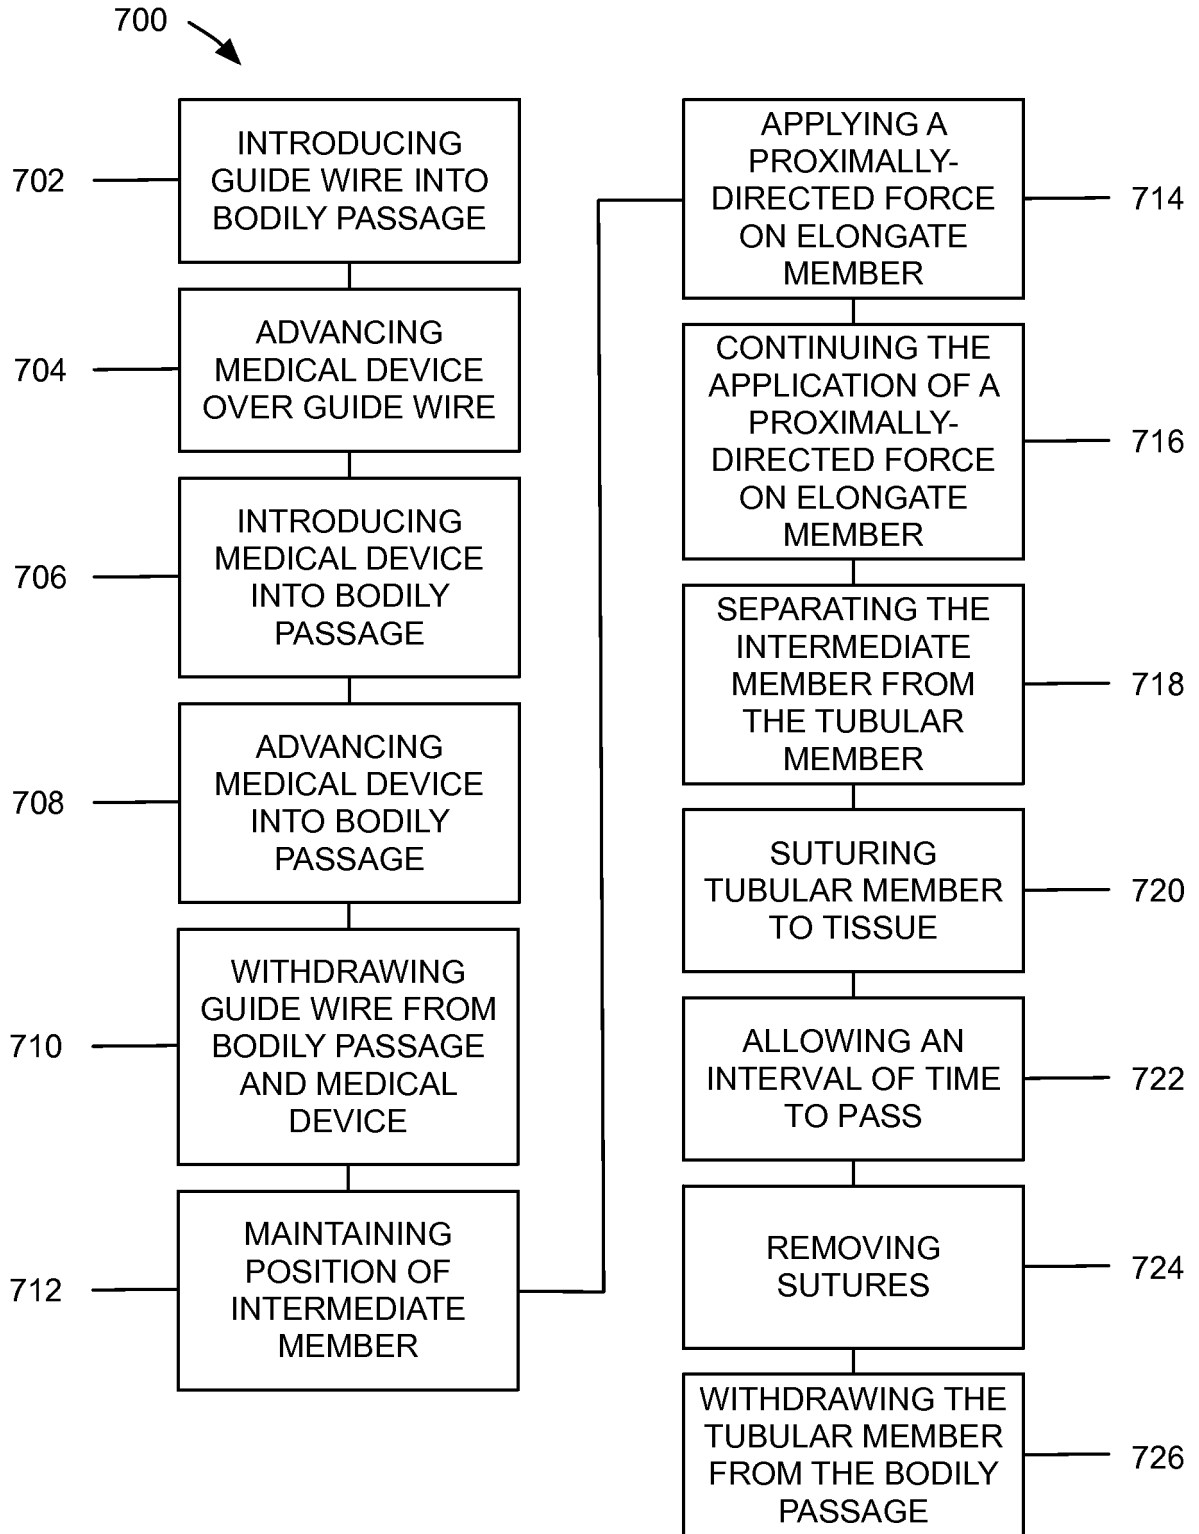 700
702
INTRODUCING
GUIDE WIRE INTO
BODILY PASSAGE
704
ADVANCING
MEDICAL DEVICE
OVER GUIDE WIRE
706
INTRODUCING
MEDICAL DEVICE
INTO BODILY
PASSAGE
708
ADVANCING
MEDICAL DEVICE
INTO BODILY
PASSAGE
710
WITHDRAWING
GUIDE WIRE FROM
BODILY PASSAGE
AND MEDICAL
DEVICE
712
MAINTAINING
POSITION OF
INTERMEDIATE
MEMBER
APPLYING A
PROXIMALLY-
DIRECTED FORCE
ON ELONGATE
MEMBER
714
CONTINUING THE
APPLICATION OF A
PROXIMALLY-
DIRECTED FORCE
ON ELONGATE
MEMBER
716
SEPARATING THE
INTERMEDIATE
MEMBER FROM
THE TUBULAR
MEMBER
718
SUTURING
TUBULAR MEMBER
TO TISSUE
720
ALLOWING AN
INTERVAL OF TIME
TO PASS
722
REMOVING
SUTURES
724
WITHDRAWING THE
TUBULAR MEMBER
FROM THE BODILY
PASSAGE
726